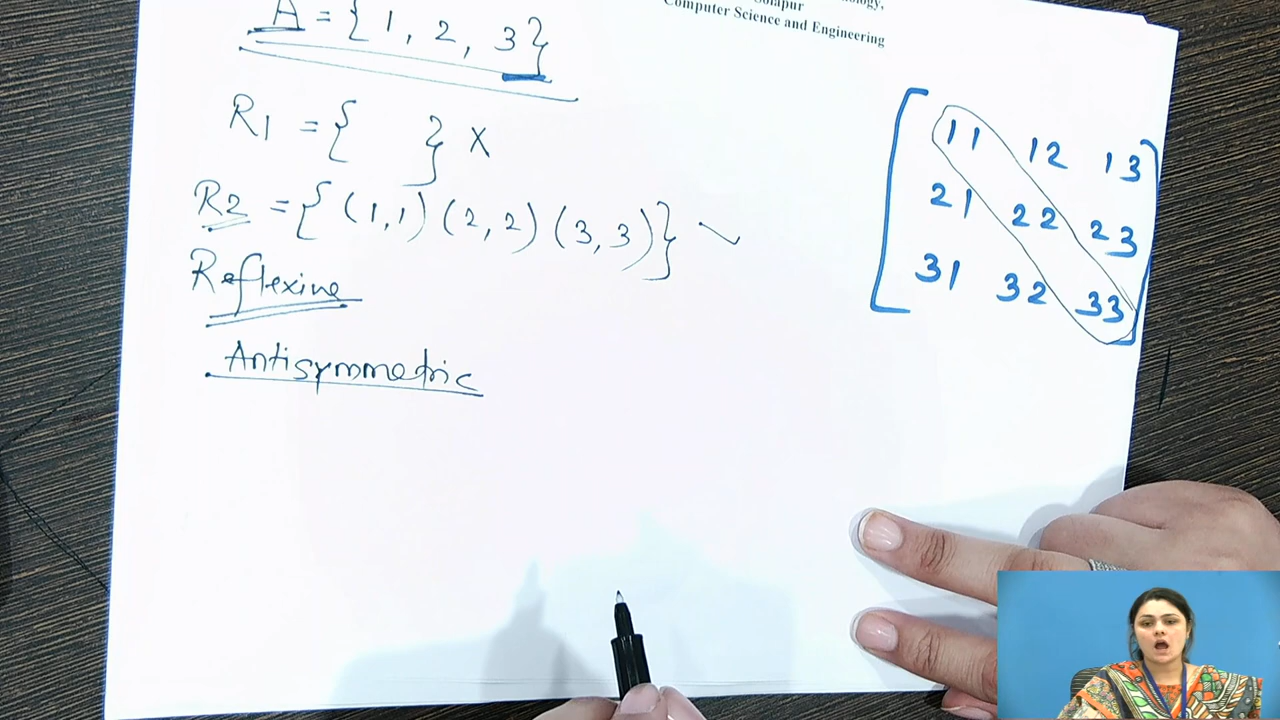 Solapur
Computer Science and Engineering
A = {1, 2, 3}
R1 = { } X
R2 = {(1,1) (2,2) (3,3)}
Reflexive
Antisymmetric
11 12 13
21 22 23
31 32 33